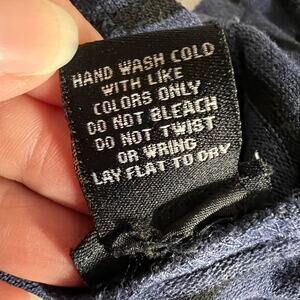 HAND WASH COLD
WITH LIKE
COLORS ONLY
DO NOT BLEACH
DO NOT TWIST
OR WRING
LAY FLAT TO DRY